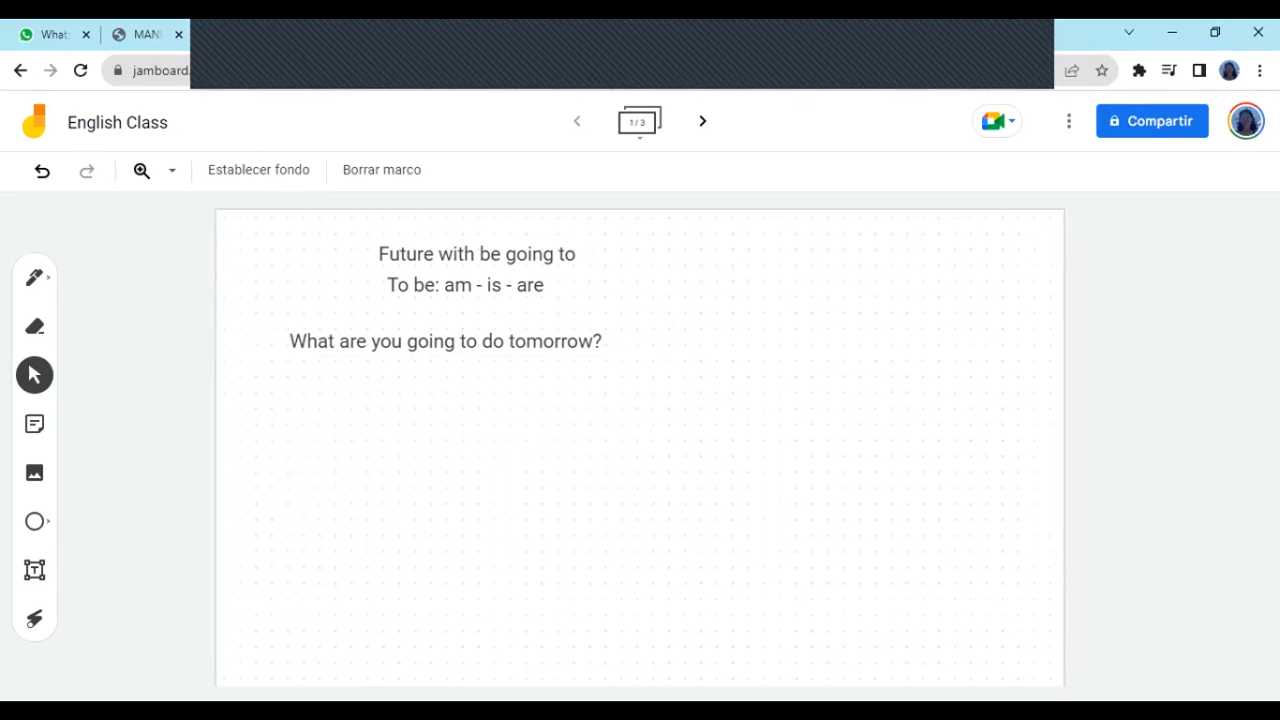 What
MAN
jamboard.
English Class
1 / 3
Compartir
Establecer fondo
Borrar marco
Future with be going to
To be: am - is - are
What are you going to do tomorrow?